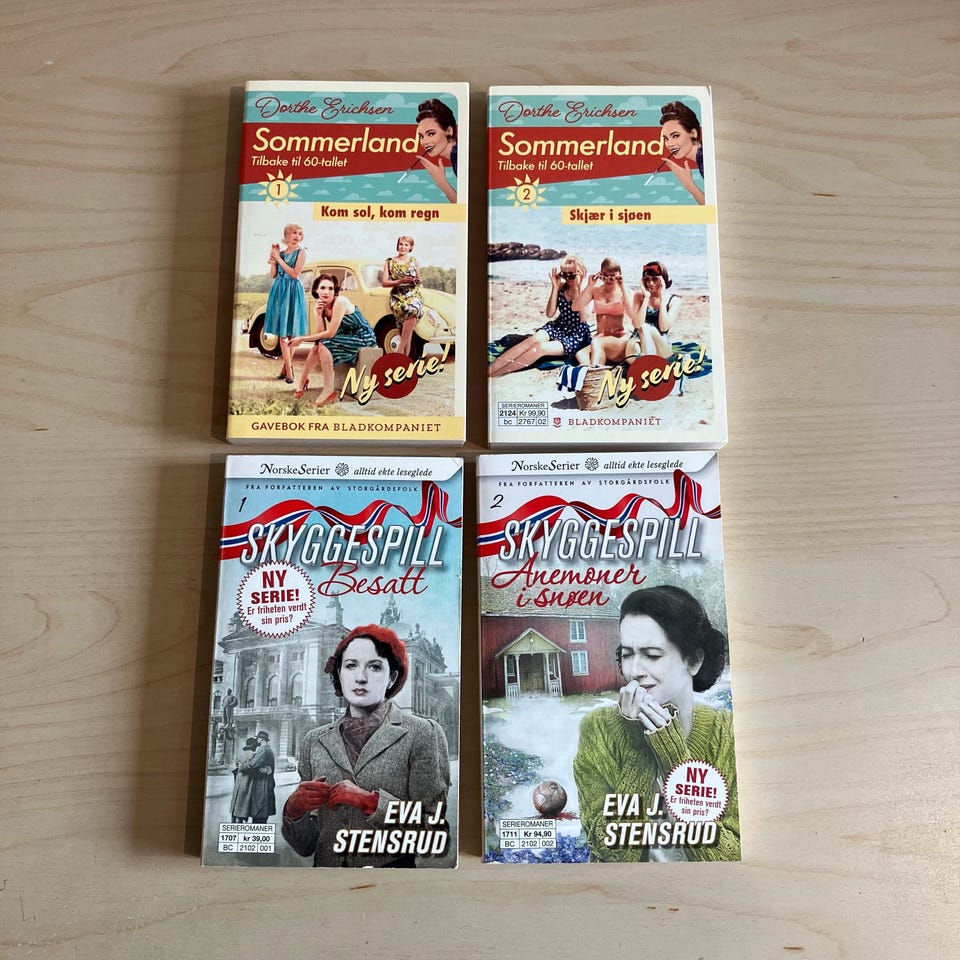 Dorthe Erichsen
Sommerland
Tilbake til 60-tallet
1
Kom sol, kom regn
Ny serie!
GAVEBOK FRA BLADKOMPANIET
Dorthe Erichsen
Sommerland
Tilbake til 60-tallet
2
Skjær i sjøen
Ny serie!
SERIEROMANER
2124 Kr 99,90
bc 2767 02
BLADKOMPANIET
NorskeSerier alltid ekte leseglede
FRA FORFATTEREN AV STORGÅRDSFOLK
1
SKYGGESPILL
Besatt
NY
SERIE!
Er friheten verdt
sin pris?
SERIEROMANER
1707 kr 39,00
BC 2102 001
EVA J.
STENSRUD
NorskeSerier alltid ekte leseglede
FRA FORFATTEREN AV STORGÅRDSFOLK
2
SKYGGESPILL
Anemoner
i snøen
NY
SERIE!
Er friheten verdt
sin pris?
SERIEROMANER
1711 Kr 94,90
BC 2102 002
EVA J.
STENSRUD